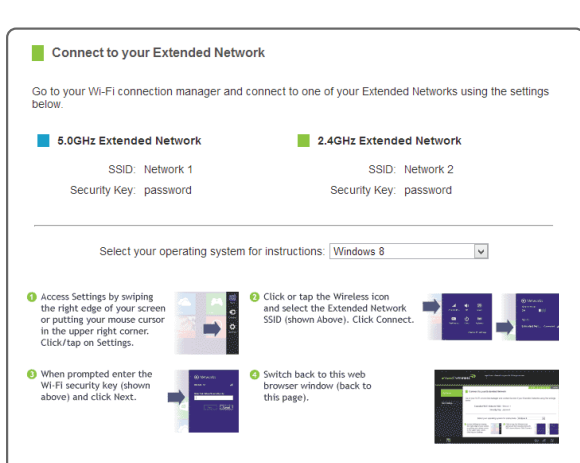 Connect to your Extended Network
Go to your Wi-Fi connection manager and connect to one of your Extended Networks using the settings
below.
5.0GHz Extended Network
SSID: Network 1
Security Key: password
2.4GHz Extended Network
SSID: Network 2
Security Key: password
Select your operating system for instructions: Windows 8
1 Access Settings by swiping
the right edge of your screen
or putting your mouse cursor
in the upper right corner.
Click/tap on Settings.
2 Click or tap the Wireless icon
and select the Extended Network
SSID (shown Above). Click Connect.
3 When prompted enter the
Wi-Fi security key (shown
above) and click Next.
4 Switch back to this web
browser window (back to
this page).